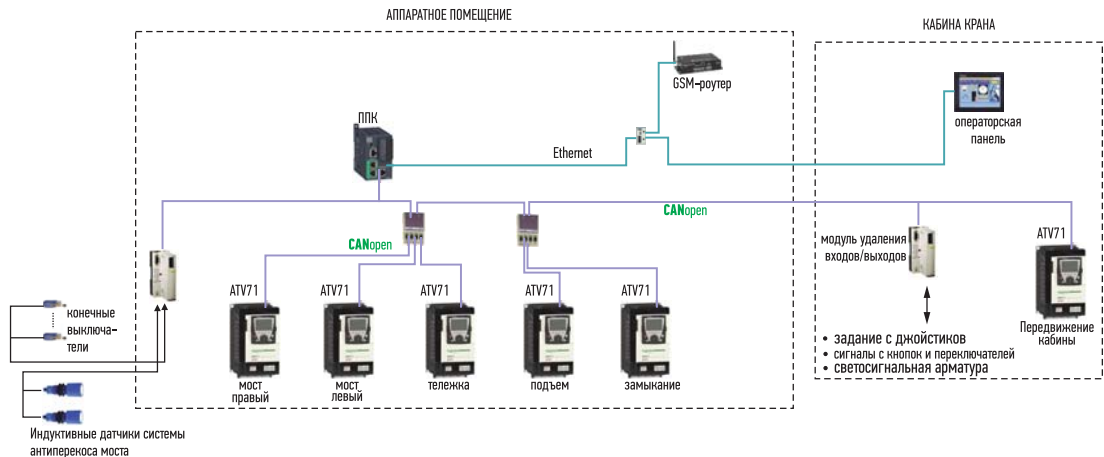 АППАРАТНОЕ ПОМЕЩЕНИЕ
КАБИНА КРАНА
GSM-роутер
ППК
операторская
панель
Ethernet
CANopen
CANopen
модуль удаления
входов/выходов
ATV71
ATV71
ATV71
ATV71
ATV71
ATV71
конечные
выключа-
тели
мост
правый
мост
левый
тележка
подъем
замыкание
Передвижение
кабины
• задание с джойстиков
• сигналы с кнопок и переключателей
• светосигнальная арматура
Индуктивные датчики системы
антиперекоса моста